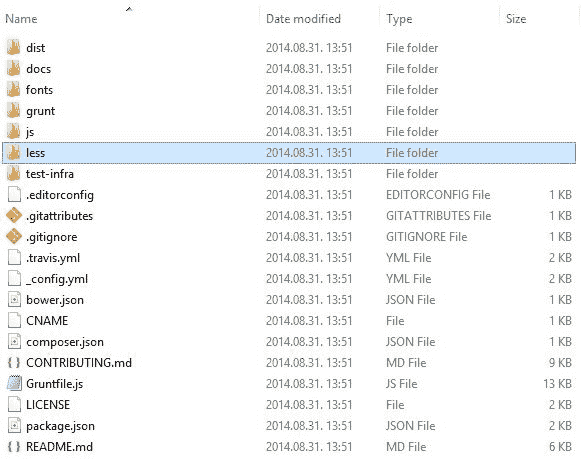 Name Date modified Type Size
dist 2014.08.31. 13:51 File folder
docs 2014.08.31. 13:51 File folder
fonts 2014.08.31. 13:51 File folder
grunt 2014.08.31. 13:51 File folder
js 2014.08.31. 13:51 File folder
less 2014.08.31. 13:51 File folder
test-infra 2014.08.31. 13:51 File folder
.editorconfig 2014.08.31. 13:51 EDITORCONFIG File 1 KB
.gitattributes 2014.08.31. 13:51 GITATTRIBUTES File 1 KB
.gitignore 2014.08.31. 13:51 GITIGNORE File 1 KB
.travis.yml 2014.08.31. 13:51 YML File 2 KB
_config.yml 2014.08.31. 13:51 YML File 2 KB
bower.json 2014.08.31. 13:51 JSON File 1 KB
CNAME 2014.08.31. 13:51 File 1 KB
composer.json 2014.08.31. 13:51 JSON File 1 KB
CONTRIBUTING.md 2014.08.31. 13:51 MD File 9 KB
Gruntfile.js 2014.08.31. 13:51 JS File 13 KB
LICENSE 2014.08.31. 13:51 File 2 KB
package.json 2014.08.31. 13:51 JSON File 2 KB
README.md 2014.08.31. 13:51 MD File 6 KB